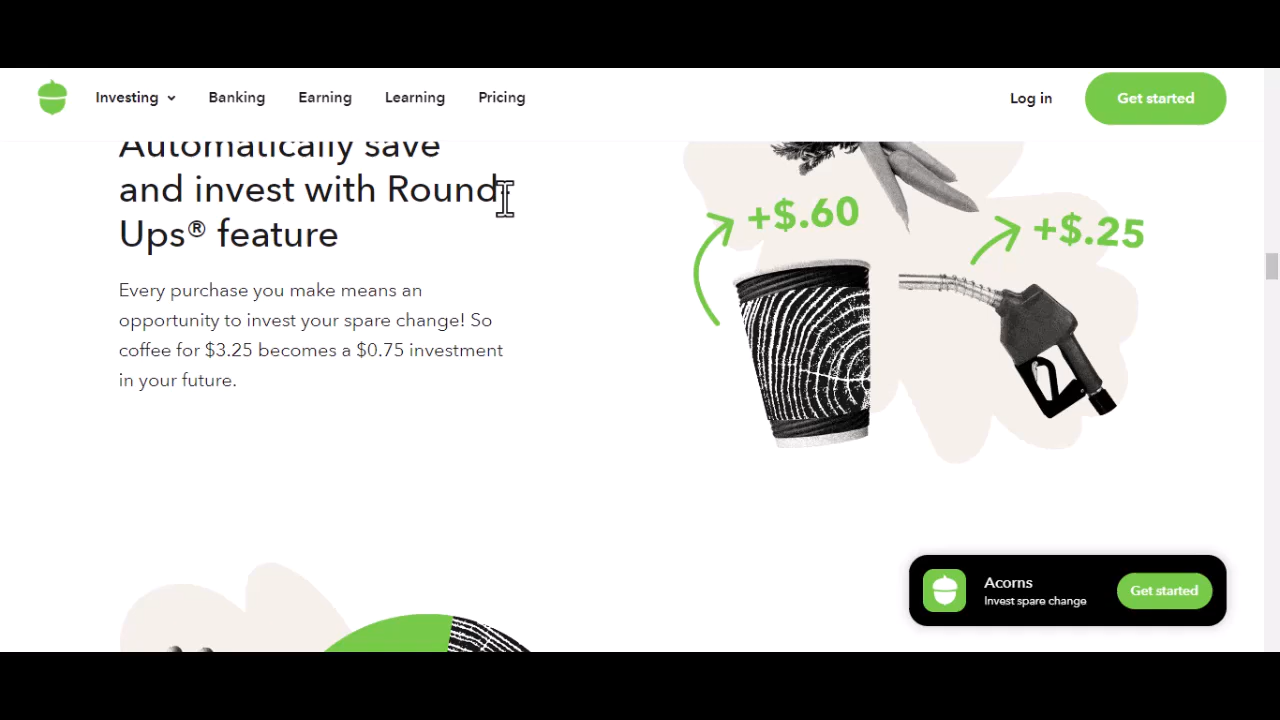 Investing Banking Earning Learning Pricing Log in Get started
Automatically save
and invest with Round-
Ups® feature
Every purchase you make means an
opportunity to invest your spare change! So
coffee for $3.25 becomes a $0.75 investment
in your future.
+$.60
+$.25
Acorns
Invest spare change
Get started